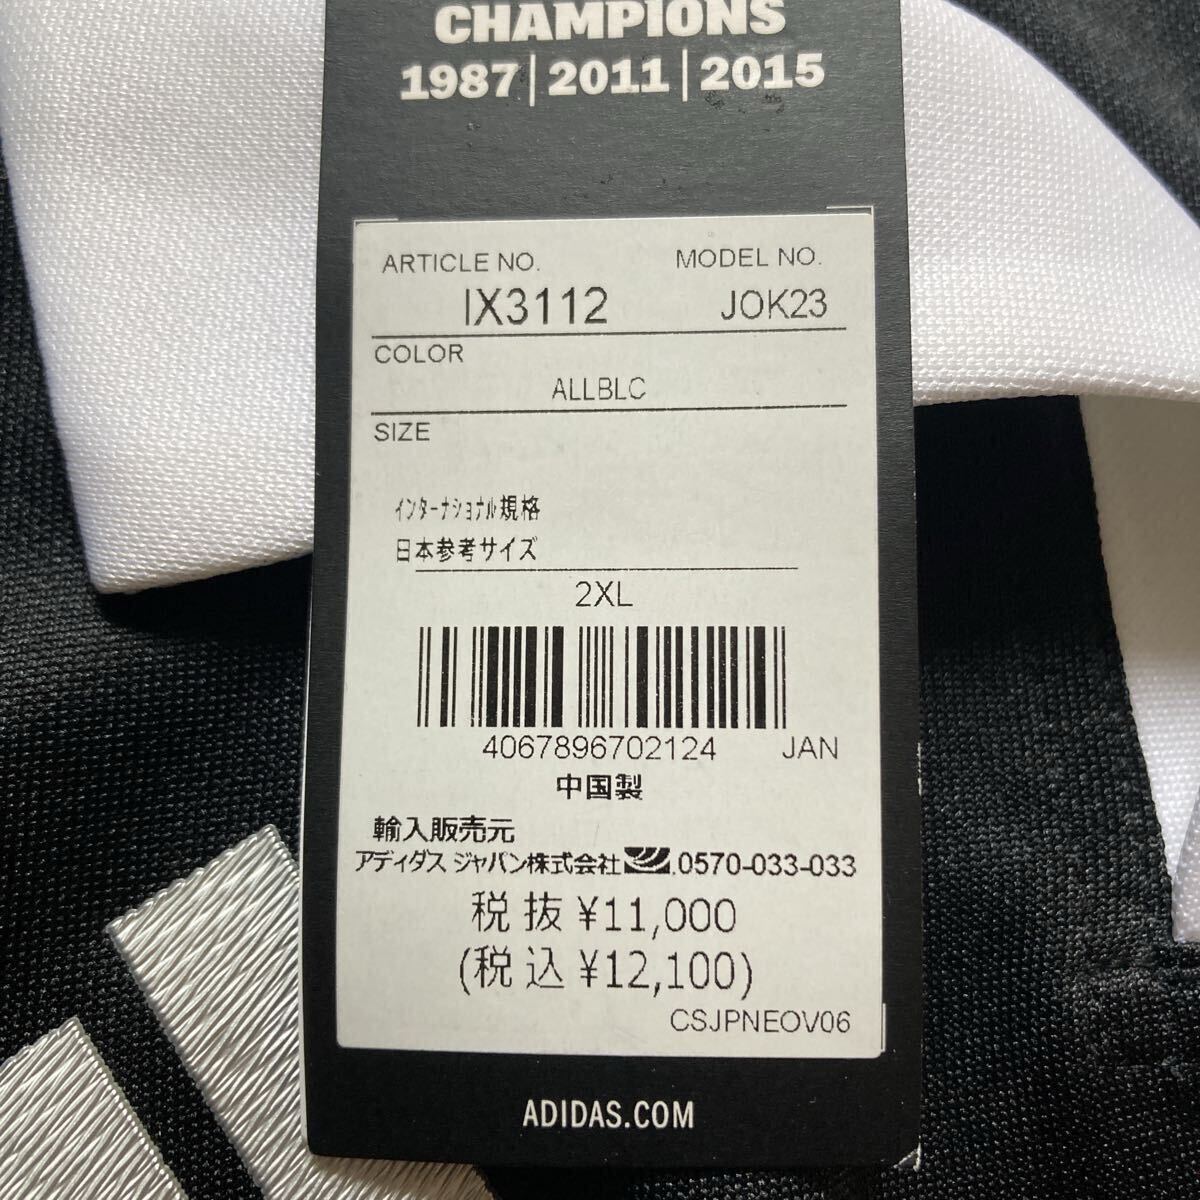 CHAMPIONS
1987|2011|2015
ARTICLE NO. MODEL NO.
IX3112 JOK23
COLOR
ALLBLC
SIZE
インターナショナル規格
日本参考サイズ
2XL
4067896702124 JAN
中国製
輸入販売元
アディダス ジャパン株式会社 .0570-033-033
税抜 ¥11,000
(税込 ¥12,100)
CSJPNEOV06
ADIDAS.COM